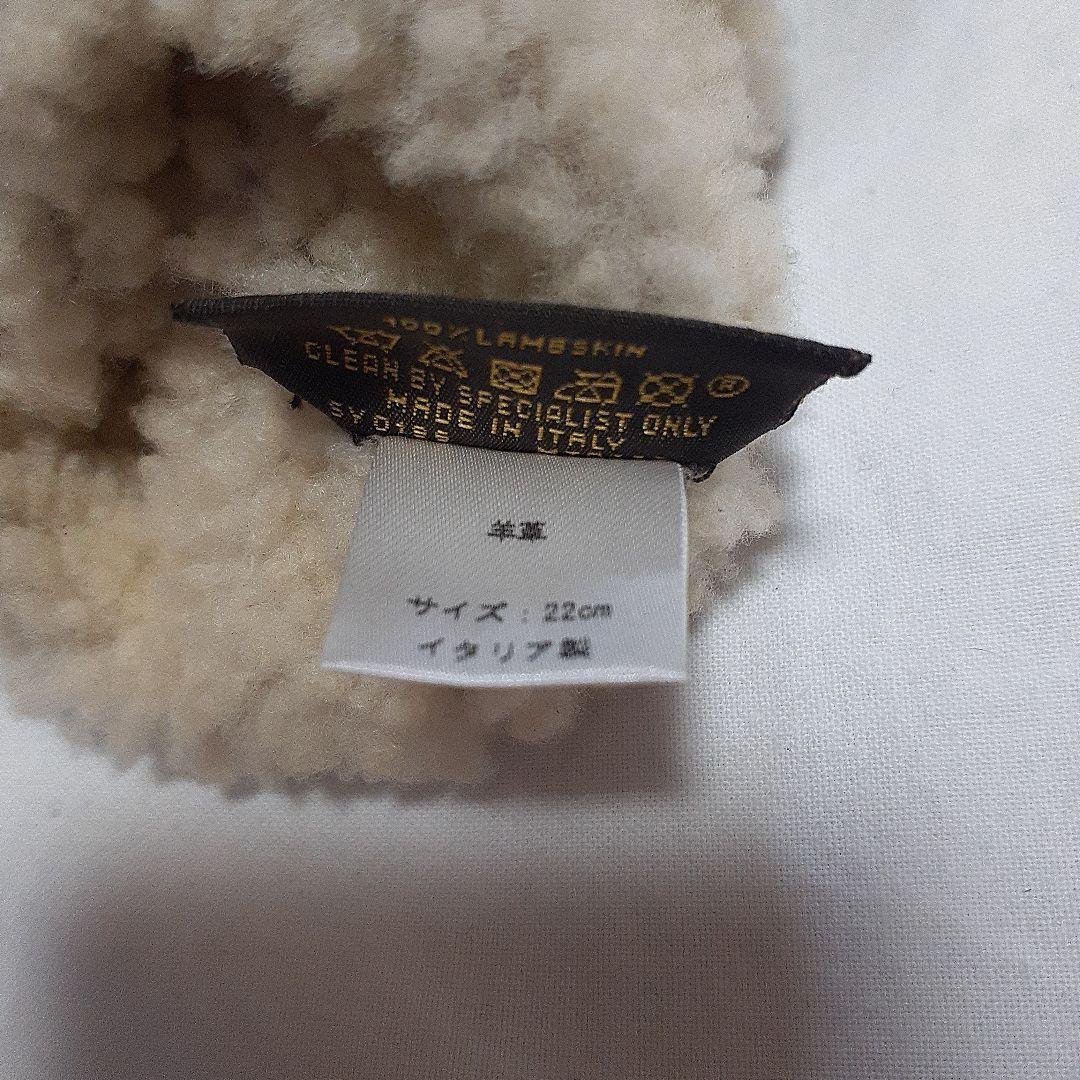 100% LAMBSKIN
CLEAN BY SPECIALIST ONLY
MADE IN ITALY
羊革
サイズ : 22cm
イタリア製